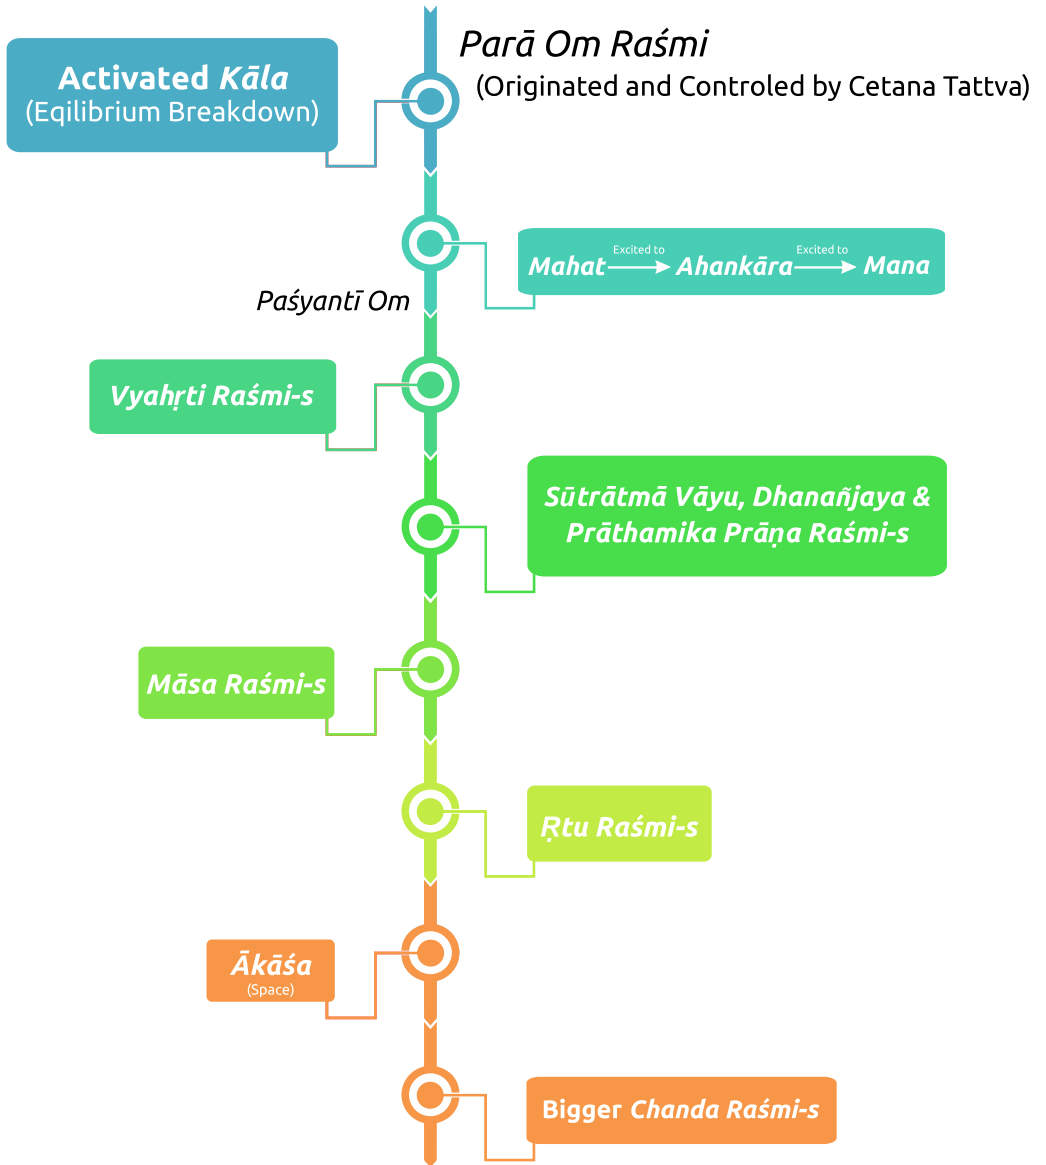 Parā Om Raśmi
(Originated and Controled by Cetana Tattva)
Activated Kāla
(Eqilibrium Breakdown)
Mahat Excited to Ahankāra Excited to Mana
Paśyantī Om
Vyahṛti Raśmi-s
Sūtrātmā Vāyu, Dhanañjaya &
Prāthamika Prāṇa Raśmi-s
Māsa Raśmi-s
Ṛtu Raśmi-s
Ākāśa
(Space)
Bigger Chanda Raśmi-s